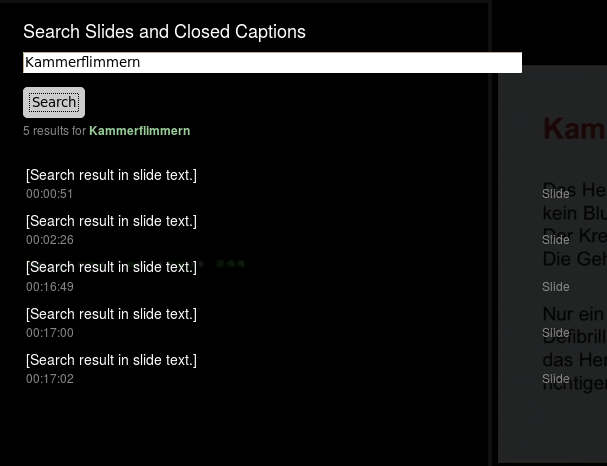 Search Slides and Closed Captions
Kammerflimmern
Search
5 results for Kammerflimmern
[Search result in slide text.]
00:00:51 Slide
[Search result in slide text.]
00:02:26 Slide
[Search result in slide text.]
00:16:49 Slide
[Search result in slide text.]
00:17:00 Slide
[Search result in slide text.]
00:17:02 Slide
Kam
Das He
kein Blu
Der Kre
Die Geh
Nur ein
Defibrill
das Her
richtige